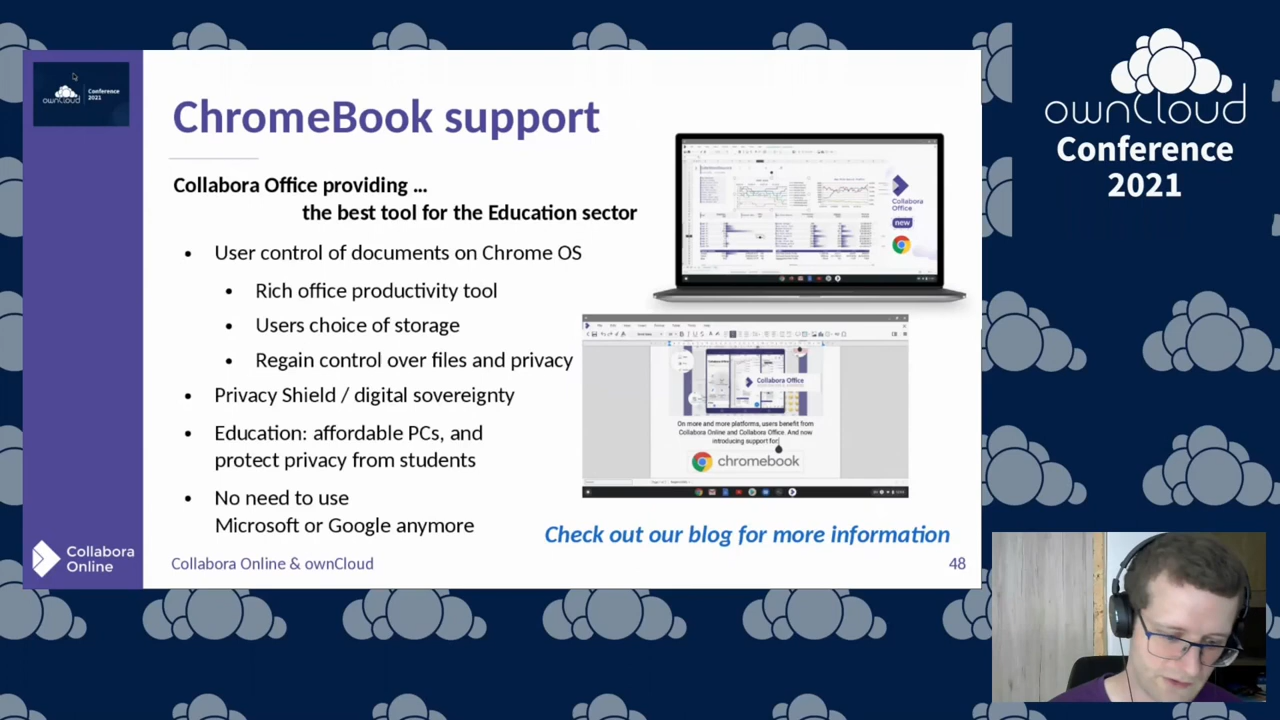 ownCloud
Conference
2021
ownCloud
Conference
2021
ChromeBook support
Collabora Office providing ...
the best tool for the Education sector
• User control of documents on Chrome OS
• Rich office productivity tool
• Users choice of storage
• Regain control over files and privacy
• Privacy Shield / digital sovereignty
• Education: affordable PCs, and
protect privacy from students
• No need to use
Microsoft or Google anymore
Collabora
Office
new
Collabora Office
On more and more platforms, users benefit from
Collabora Online and Collabora Office. And now
introducing support for
chromebook
Check out our blog for more information
Collabora
Online
Collabora Online & ownCloud
48